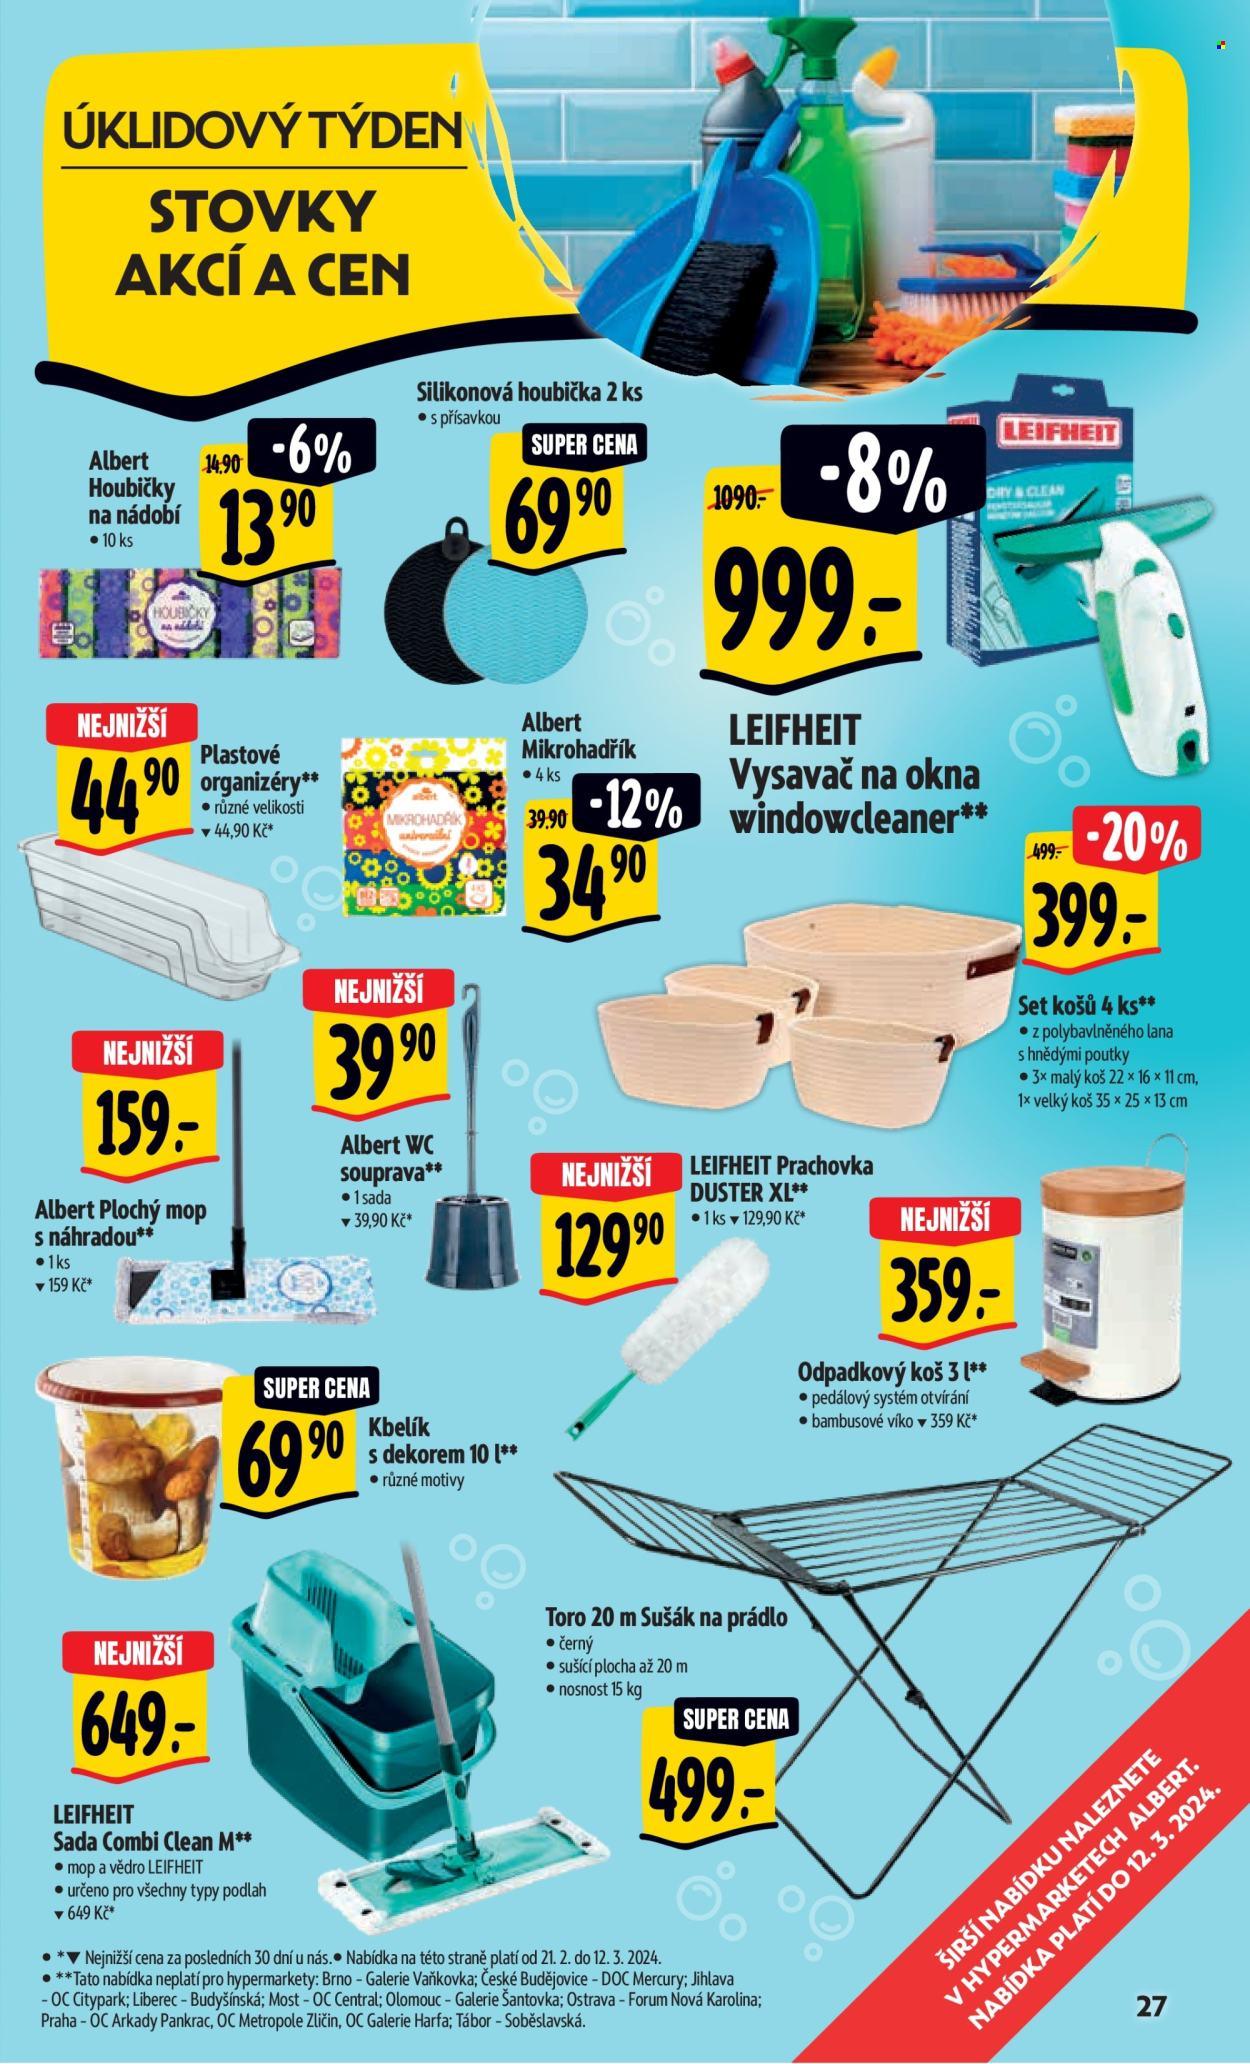 ÚKLIDOVÝ TÝDEN
STOVKY
AKCÍ A CEN
Silikonová houbička 2 ks
• s přísavkou
SUPER CENA
69 90
Albert
Houbičky
na nádobí
• 10 ks
14.90
-6%
13 90
HOUBIČKY
na nádobí
1090.-
-8%
999.-
LEIFHEIT
DRY & CLEAN
LEIFHEIT
Vysavač na okna
windowcleaner**
NEJNIŽŠÍ
44 90
Plastové
organizéry**
• různé velikosti
▼ 44,90 Kč*
Albert
Mikrohadřík
• 4 ks
39.90
-12%
34 90
albert
MIKROHADŘÍK
univerzální
4 KS
499.-
-20%
399.-
Set košů 4 ks**
• z polybavlněného lana
s hnědými poutky
• 3× malý koš 22 × 16 × 11 cm,
1× velký koš 35 × 25 × 13 cm
NEJNIŽŠÍ
39 90
Albert WC
souprava**
• 1 sada
▼ 39,90 Kč*
NEJNIŽŠÍ
159.-
Albert Plochý mop
s náhradou**
• 1 ks
▼ 159 Kč*
NEJNIŽŠÍ
129 90
LEIFHEIT Prachovka
DUSTER XL**
• 1 ks ▼ 129,90 Kč*
NEJNIŽŠÍ
359.-
Odpadkový koš 3 l**
• pedálový systém otvírání
• bambusové víko ▼ 359 Kč*
SUPER CENA
69 90
Kbelík
s dekorem 10 l**
• různé motivy
Toro 20 m Sušák na prádlo
• černý
• sušící plocha až 20 m
• nosnost 15 kg
SUPER CENA
499.-
NEJNIŽŠÍ
649.-
LEIFHEIT
Sada Combi Clean M**
• mop a vědro LEIFHEIT
• určeno pro všechny typy podlah
▼ 649 Kč*
ŠIRŠÍ NABÍDKU NALEZNETE
V HYPERMARKETECH ALBERT.
NABÍDKA PLATÍ DO 12. 3. 2024.
• *▼ Nejnižší cena za posledních 30 dní u nás. • Nabídka na této straně platí od 21. 2. do 12. 3. 2024.
• **Tato nabídka neplatí pro hypermarkety: Brno - Galerie Vaňkovka; České Budějovice - DOC Mercury; Jihlava
- OC Citypark; Liberec - Budyšínská; Most - OC Central; Olomouc - Galerie Šantovka; Ostrava - Forum Nová Karolina;
Praha - OC Arkady Pankrac, OC Metropole Zličín, OC Galerie Harfa; Tábor - Soběslavská.
27